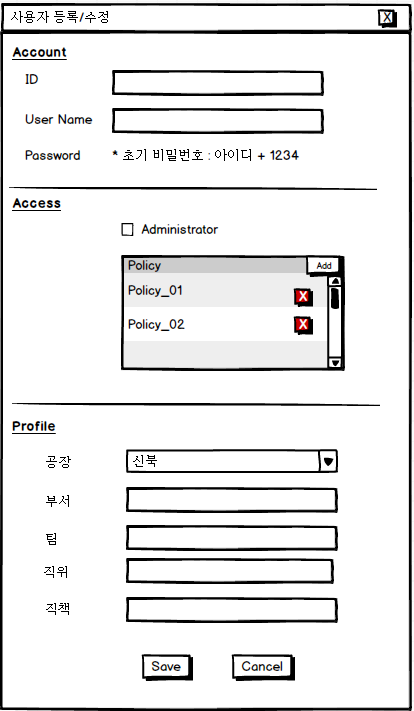 사용자 등록/수정 X
Account
ID
User Name
Password * 초기 비밀번호 : 아이디 + 1234
Access
Administrator
Policy Add
Policy_01 X
Policy_02 X
Profile
공장 신북
부서
팀
직위
직책
Save Cancel